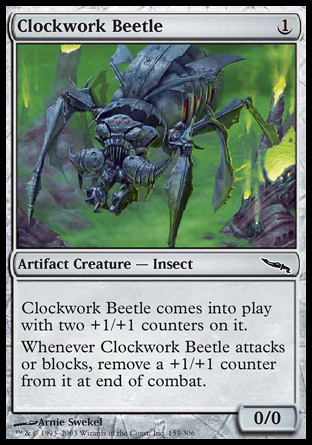 Clockwork Beetle 1
Artifact Creature — Insect
Clockwork Beetle comes into play
with two +1/+1 counters on it.
Whenever Clockwork Beetle attacks
or blocks, remove a +1/+1 counter
from it at end of combat.
Arnie Swekel
™ & © 1993–2003 Wizards of the Coast, Inc. 153/306
0/0